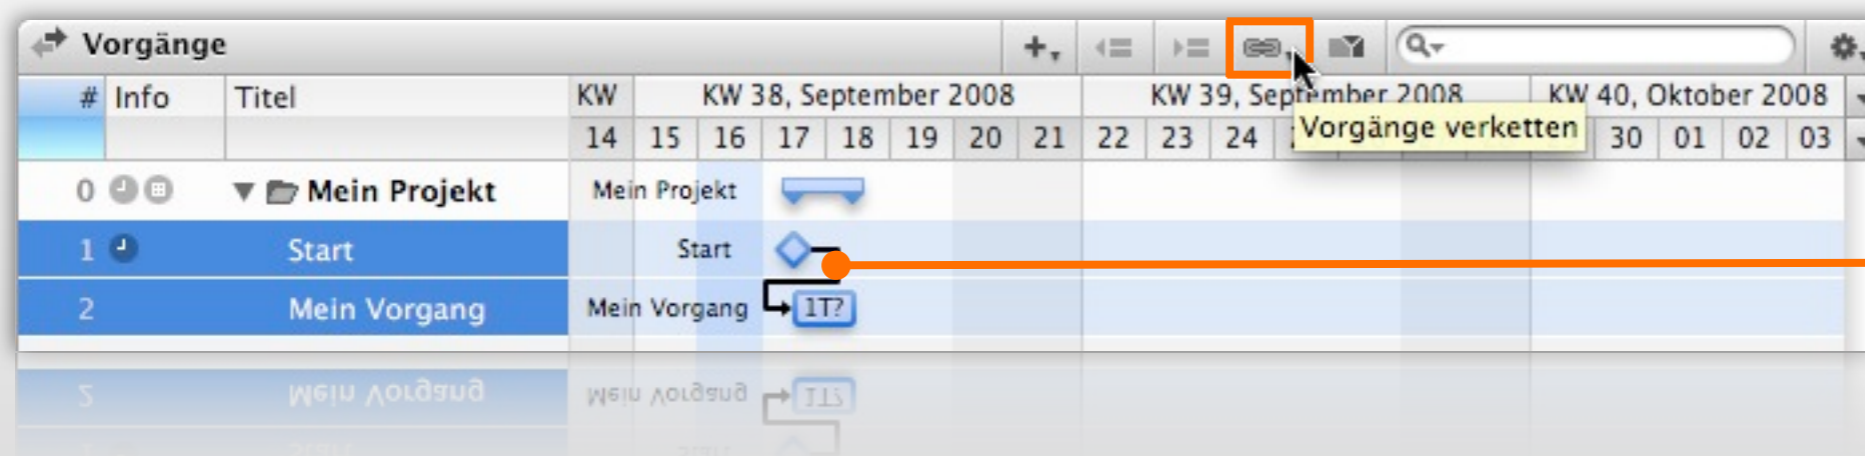 Vorgänge
# Info Titel KW KW 38, September 2008 KW 39, September 2008 KW 40, Oktober 2008
14 15 16 17 18 19 20 21 22 23 24 30 01 02 03
Vorgänge verketten
0 Mein Projekt Mein Projekt
1 Start Start
2 Mein Vorgang Mein Vorgang 1T?